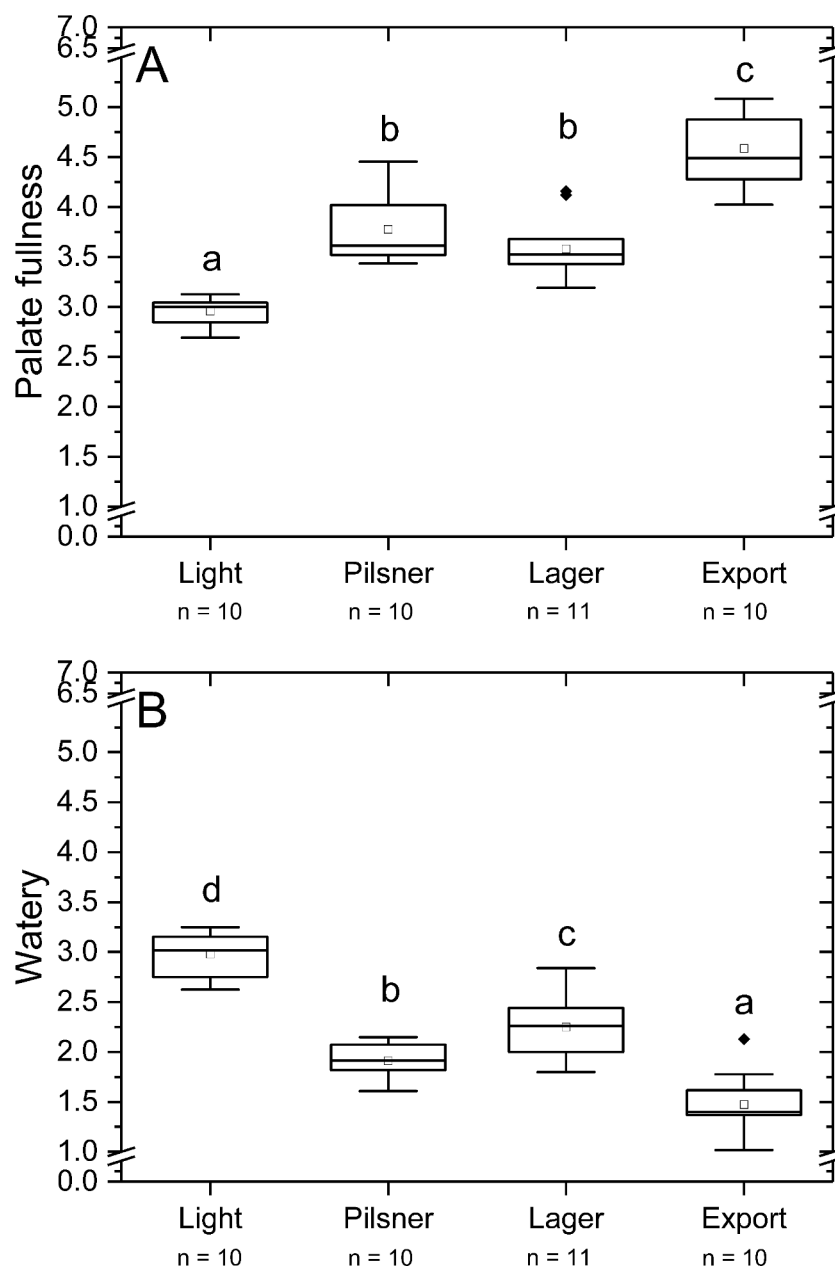 7.0
6.5
A
c
5.0
b
b
4.5
4.0
a
3.5
3.0
2.5
2.0
1.5
1.0
0.0
Palate fullness
Light Pilsner Lager Export
n = 10 n = 10 n = 11 n = 10
7.0
6.5
B
5.0
4.5
4.0
d
3.5
c
3.0
b
a
2.5
2.0
1.5
1.0
0.0
Watery
Light Pilsner Lager Export
n = 10 n = 10 n = 11 n = 10